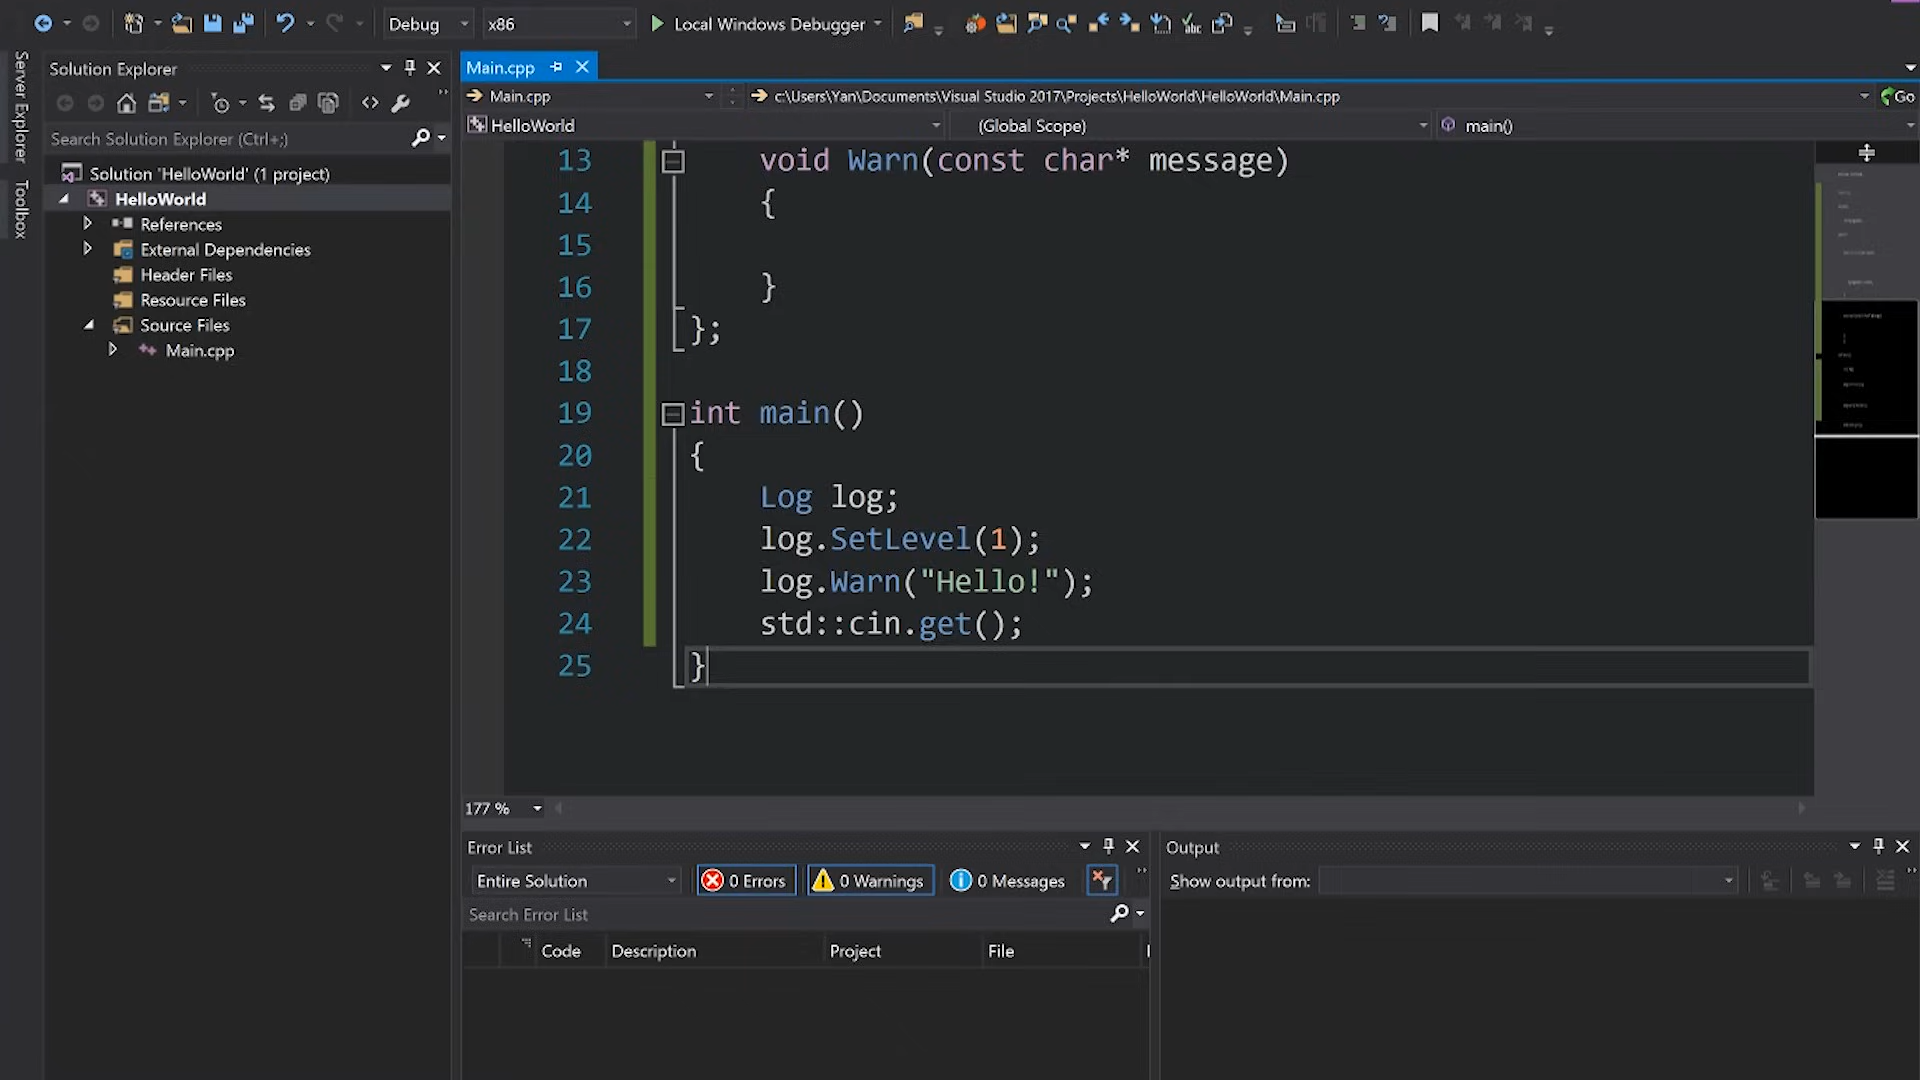 Debug
x86
Local Windows Debugger
Server Explorer
Toolbox
Solution Explorer
Search Solution Explorer (Ctrl+;)
Solution 'HelloWorld' (1 project)
HelloWorld
References
External Dependencies
Header Files
Resource Files
Source Files
Main.cpp
Main.cpp
Main.cpp
c:\Users\Yan\Documents\Visual Studio 2017\Projects\HelloWorld\HelloWorld\Main.cpp
Go
HelloWorld
(Global Scope)
main()
13 void Warn(const char* message)
14 {
15
16 }
17 };
18
19 int main()
20 {
21 Log log;
22 log.SetLevel(1);
23 log.Warn("Hello!");
24 std::cin.get();
25 }
177 %
Error List
Entire Solution
0 Errors
0 Warnings
0 Messages
Search Error List
Code
Description
Project
File
Output
Show output from: